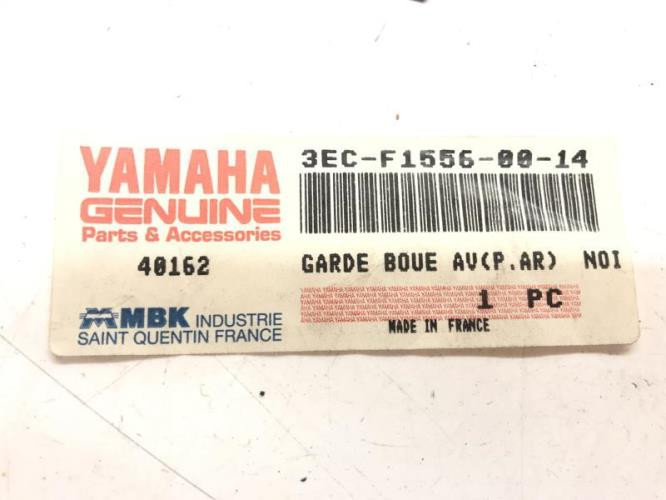 YAMAHA
GENUINE
Parts & Accessories
40162
MBK INDUSTRIE
SAINT QUENTIN FRANCE
3EC-F1556-00-14
GARDE BOUE AV(P.AR) NOI
1 PC
MADE IN FRANCE